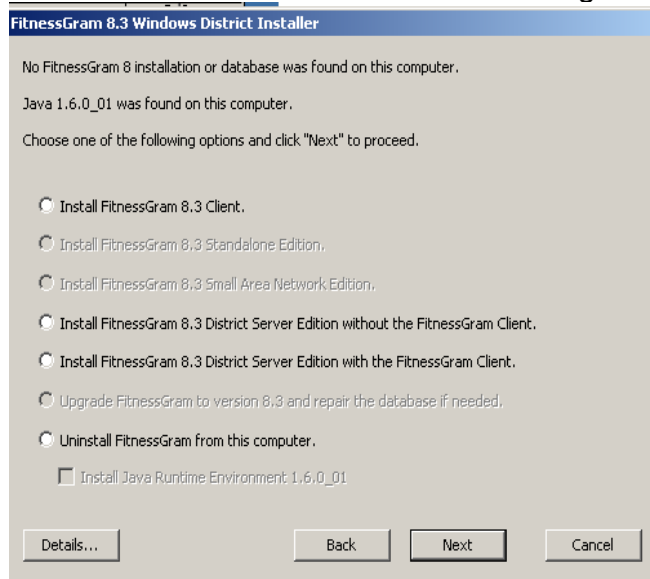 FitnessGram 8.3 Windows District Installer
No FitnessGram 8 installation or database was found on this computer.
Java 1.6.0_01 was found on this computer.
Choose one of the following options and click "Next" to proceed.
Install FitnessGram 8.3 Client.
Install FitnessGram 8.3 Standalone Edition.
Install FitnessGram 8.3 Small Area Network Edition.
Install FitnessGram 8.3 District Server Edition without the FitnessGram Client.
Install FitnessGram 8.3 District Server Edition with the FitnessGram Client.
Upgrade FitnessGram to version 8.3 and repair the database if needed.
Uninstall FitnessGram from this computer.
Install Java Runtime Environment 1.6.0_01
Details... Back Next Cancel